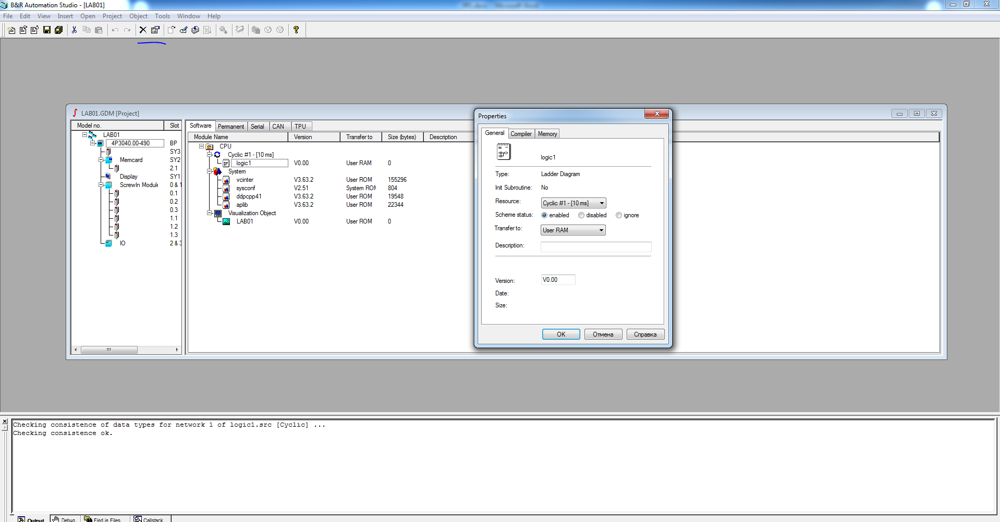 B&R Automation Studio - [LAB01]
File Edit View Insert Open Project Object Tools Window Help
LAB01.GDM [Project]
Model no. Slot
LAB01
4P3040.00-490 BP
SY3
Memcard SY2
2.1
Display SY1
ScrewIn Module 0 & 1
0.1
0.2
0.3
1.1
1.2
1.3
IO 2 & 3
Software Permanent Serial CAN TPU
Module Name Version Transfer to Size (bytes) Description
CPU
Cyclic #1 - [10 ms]
logic1 V0.00 User RAM 0
System
vcinter V3.63.2 User ROM 155296
sysconf V2.51 System ROM 804
ddpcpp41 V3.63.2 User ROM 19548
aplib V3.63.2 User ROM 22344
Visualization Object
LAB01 V0.00 User ROM 0
Properties
General Compiler Memory
logic1
Type: Ladder Diagram
Init Subroutine: No
Resource: Cyclic #1 - [10 ms]
Scheme status: enabled disabled ignore
Transfer to: User RAM
Description:
Version: V0.00
Date:
Size:
OK Отмена Справка
Checking consistence of data types for network 1 of logic1.src [Cyclic] ...
Checking consistence ok.
Output Debug Find in Files Callstack